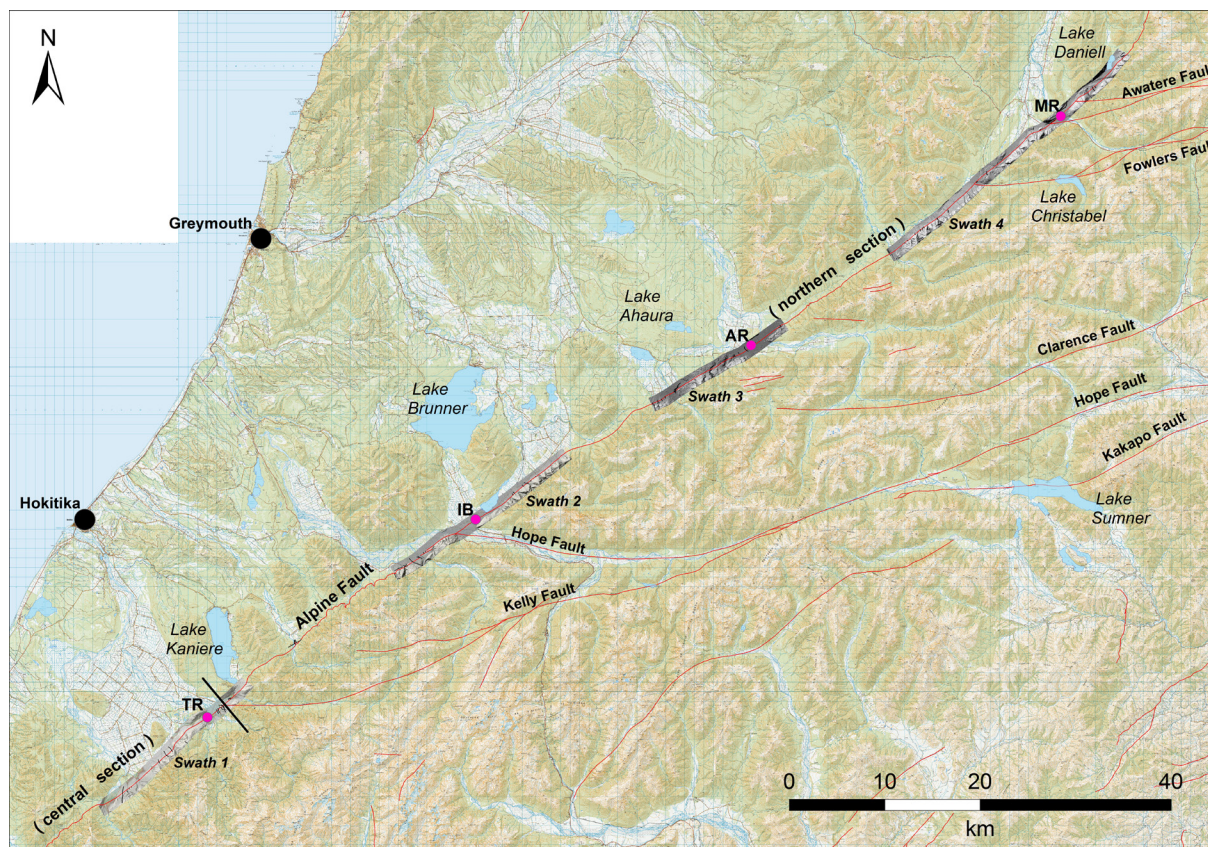 N
Lake
Daniell
Awatere Fault
MR
Fowlers Fault
Lake
Christabel
Greymouth
Swath 4
( northern section )
Lake
Ahaura
AR
Clarence Fault
Swath 3
Hope Fault
Lake
Brunner
Kakapo Fault
Hokitika
IB
Swath 2
Lake
Sumner
Hope Fault
Alpine Fault
Kelly Fault
Lake
Kaniere
TR
Swath 1
( central section )
0 10 20 40
km